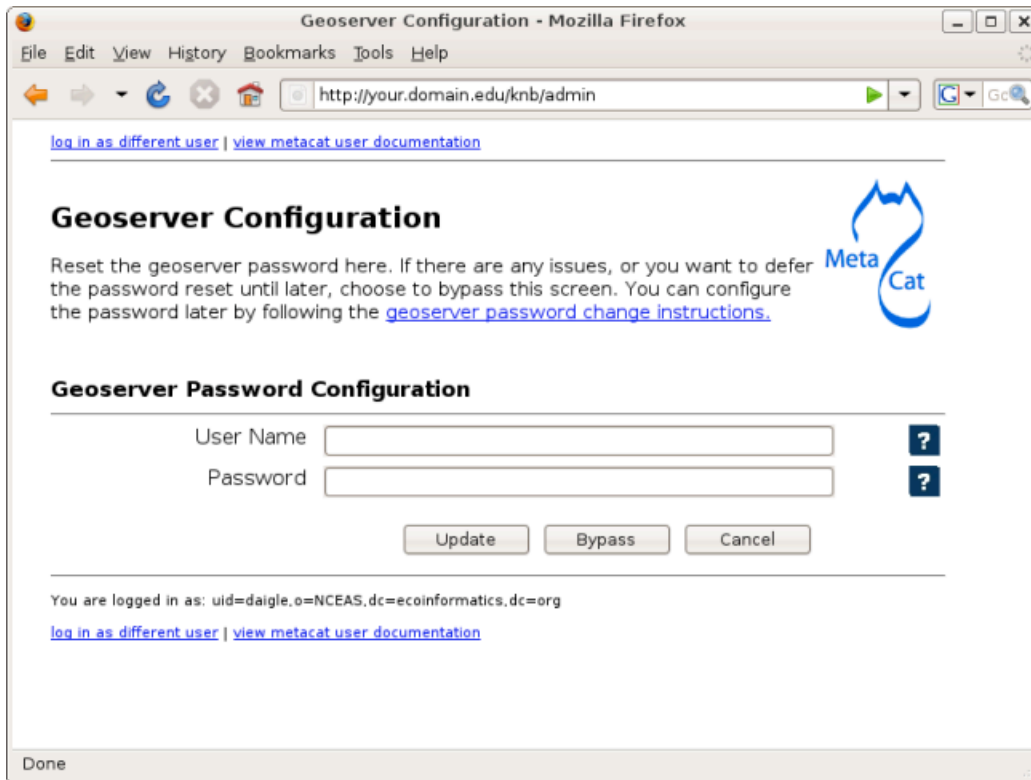 Geoserver Configuration - Mozilla Firefox
File Edit View History Bookmarks Tools Help
http://your.domain.edu/knb/admin
G
log in as different user | view metacat user documentation
Geoserver Configuration
Reset the geoserver password here. If there are any issues, or you want to defer
the password reset until later, choose to bypass this screen. You can configure
the password later by following the geoserver password change instructions.
Meta
Cat
Geoserver Password Configuration
User Name
?
Password
?
Update Bypass Cancel
You are logged in as: uid=daigle,o=NCEAS,dc=ecoinformatics,dc=org
log in as different user | view metacat user documentation
Done